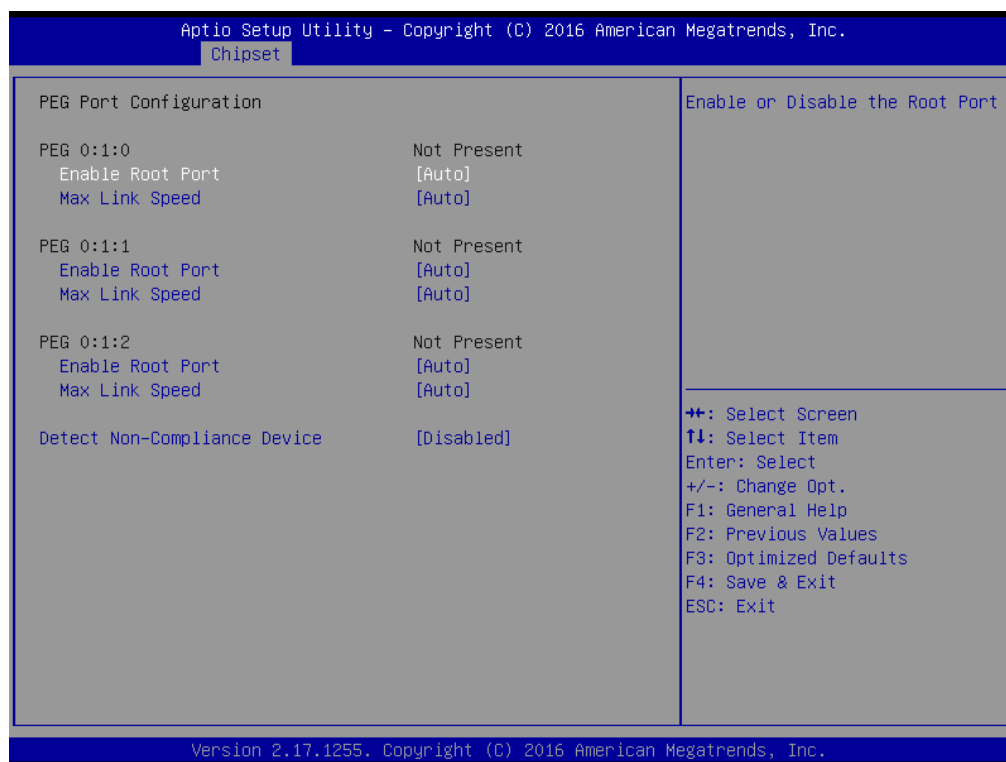 Aptio Setup Utility – Copyright (C) 2016 American Megatrends, Inc.
Chipset
PEG Port Configuration
PEG 0:1:0 Not Present
Enable Root Port [Auto]
Max Link Speed [Auto]
PEG 0:1:1 Not Present
Enable Root Port [Auto]
Max Link Speed [Auto]
PEG 0:1:2 Not Present
Enable Root Port [Auto]
Max Link Speed [Auto]
Detect Non-Compliance Device [Disabled]
Enable or Disable the Root Port
→←: Select Screen
↑↓: Select Item
Enter: Select
+/-: Change Opt.
F1: General Help
F2: Previous Values
F3: Optimized Defaults
F4: Save & Exit
ESC: Exit
Version 2.17.1255. Copyright (C) 2016 American Megatrends, Inc.